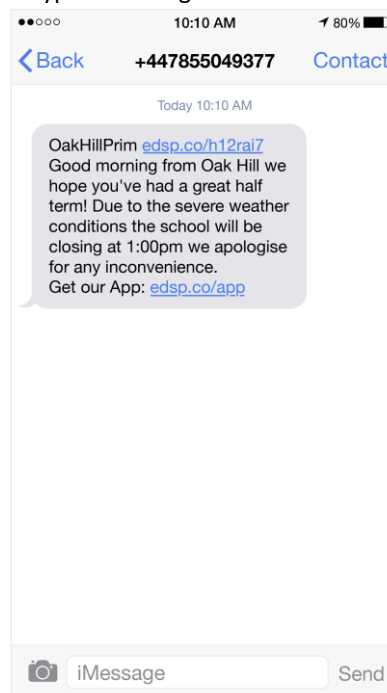 ●●○○○ 10:10 AM 80%
Back +447855049377 Contact
Today 10:10 AM
OakHillPrim edsp.co/h12rai7
Good morning from Oak Hill we
hope you've had a great half
term! Due to the severe weather
conditions the school will be
closing at 1:00pm we apologise
for any inconvenience.
Get our App: edsp.co/app
iMessage Send